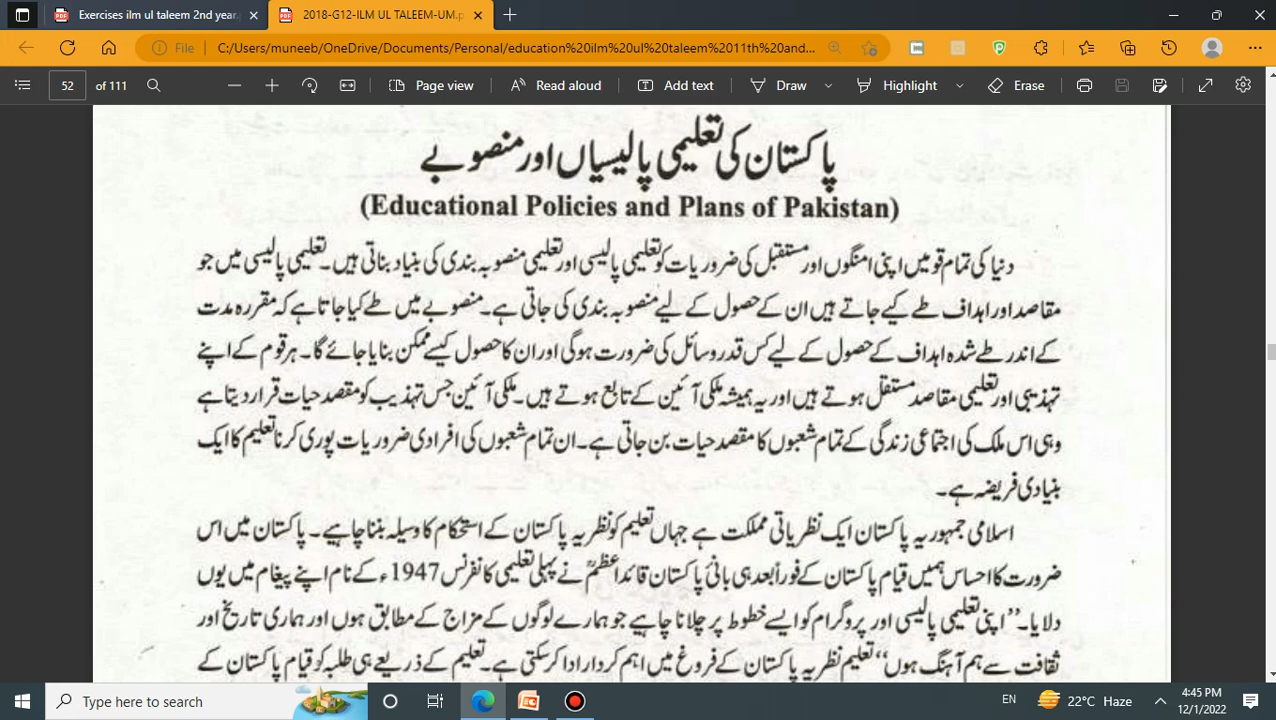 Exercises ilm ul taleem 2nd year.
2018-G12-ILM UL TALEEM-UM.p
File C:/Users/muneeb/OneDrive/Documents/Personal/education%20ilm%20ul%20taleem%2011th%20and...
52 of 111 Page view Read aloud Add text Draw Highlight Erase
پاکستان کی تعلیمی پالیسیاں اور منصوبے
(Educational Policies and Plans of Pakistan)
دنیا کی تمام قومیں اپنی امنگوں اور مستقبل کی ضروریات کو تعلیمی پالیسی اور تعلیمی منصوبہ بندی کی بنیاد بناتی ہیں۔ تعلیمی پالیسی میں جو
مقاصد اور اہداف طے کیے جاتے ہیں ان کے حصول کے لیے منصوبہ بندی کی جاتی ہے۔ منصوبے میں طے کیا جاتا ہے کہ مقررہ مدت
کے اندر طے شدہ اہداف کے حصول کے لیے کس قدر وسائل کی ضرورت ہوگی اور ان کا حصول کیسے ممکن بنایا جائے گا۔ ہر قوم کے اپنے
تہذیبی اور تعلیمی مقاصد مستقل ہوتے ہیں اور یہ ہمیشہ ملکی آئین کے تابع ہوتے ہیں۔ ملکی آئین جس تہذیب کو مقصد حیات قرار دیتا ہے
وہی اس ملک کی اجتماعی زندگی کے تمام شعبوں کا مقصد حیات بن جاتی ہے۔ ان تمام شعبوں کی افرادی ضروریات پوری کرنا تعلیم کا ایک
بنیادی فریضہ ہے۔
اسلامی جمہوریہ پاکستان ایک نظریاتی مملکت ہے جہاں تعلیم کو نظریہ پاکستان کے استحکام کا وسیلہ بننا چاہیے۔ پاکستان میں اس
ضرورت کا احساس ہمیں قیام پاکستان کے فوراً بعد ہی بانیٔ پاکستان قائداعظمؒ نے پہلی تعلیمی کانفرنس 1947ء کے نام اپنے پیغام میں یوں
دلایا۔ ”اپنی تعلیمی پالیسی اور پروگرام کو ایسے خطوط پر چلانا چاہیے جو ہمارے لوگوں کے مزاج کے مطابق ہوں اور ہماری تاریخ اور
ثقافت سے ہم آہنگ ہوں“ تعلیم نظریہ پاکستان کے فروغ میں اہم کردار ادا کر سکتی ہے۔ تعلیم کے ذریعے ہی طلبہ کو قیام پاکستان کے
Type here to search
EN 22°C Haze 4:45 PM
12/1/2022